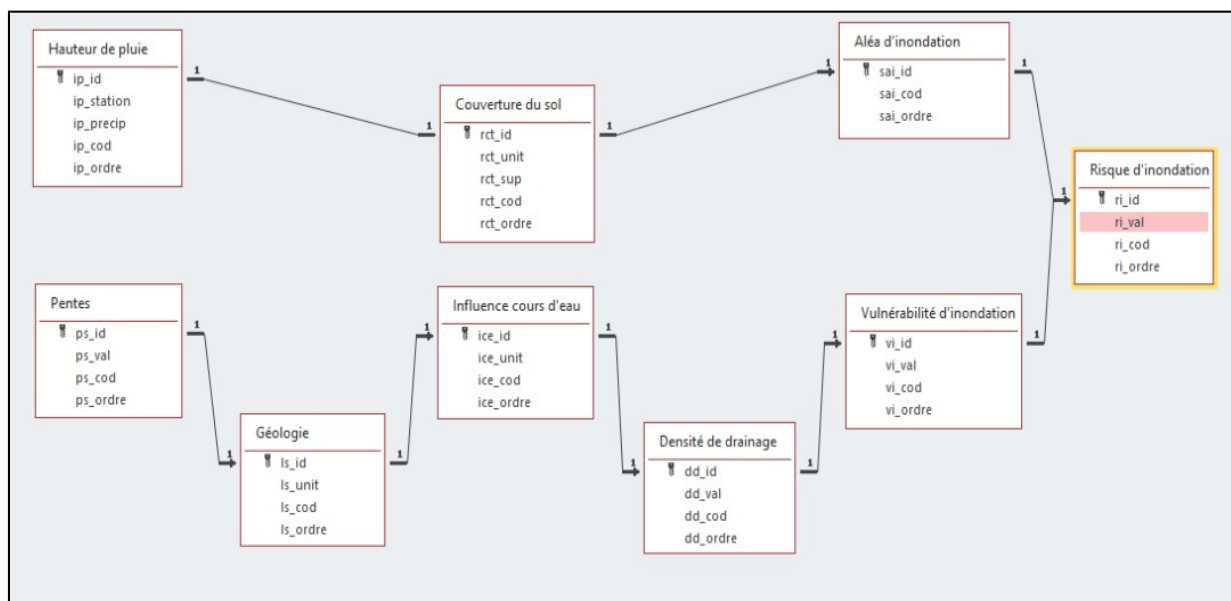 Hauteur de pluie
ip_id
ip_station
ip_precip
ip_cod
ip_ordre
1
1
Couverture du sol
rct_id
rct_unit
rct_sup
rct_cod
rct_ordre
1
1
Aléa d'inondation
sai_id
sai_cod
sai_ordre
1
1
Risque d'inondation
ri_id
ri_val
ri_cod
ri_ordre
Pentes
ps_id
ps_val
ps_cod
ps_ordre
1
1
Géologie
ls_id
ls_unit
ls_cod
ls_ordre
1
1
Influence cours d'eau
ice_id
ice_unit
ice_cod
ice_ordre
1
1
Densité de drainage
dd_id
dd_val
dd_cod
dd_ordre
1
1
Vulnérabilité d'inondation
vi_id
vi_val
vi_cod
vi_ordre
1